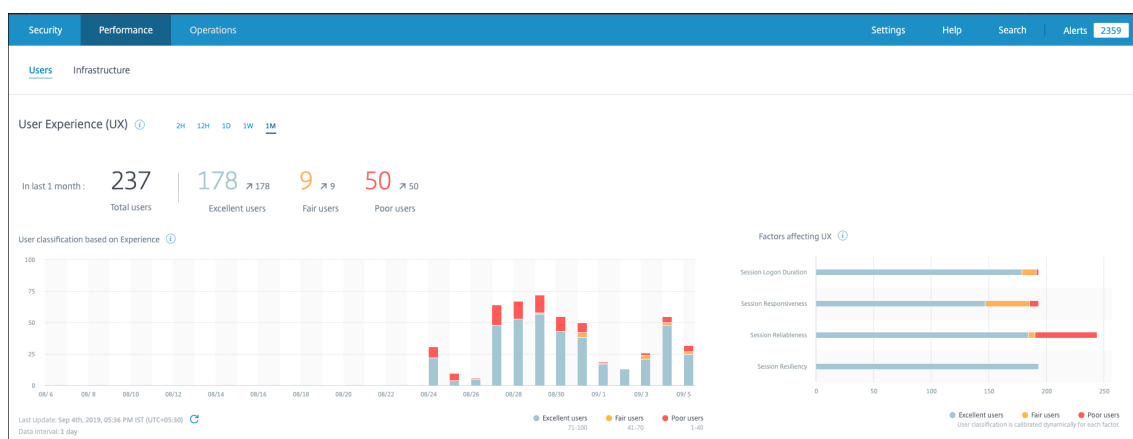 Security Performance Operations Settings Help Search Alerts 2359
Users Infrastructure
User Experience (UX) i 2H 12H 1D 1W 1M
In last 1 month : 237 178 178 9 9 50 50
Total users Excellent users Fair users Poor users
User classification based on Experience i
100
75
50
25
0
08/ 6 08/ 8 08/10 08/12 08/14 08/16 08/18 08/20 08/22 08/24 08/26 08/28 08/30 09/ 1 09/ 3 09/ 5
Last Update: Sep 4th, 2019, 05:36 PM IST (UTC+05:30)
Data Interval: 1 day
Excellent users Fair users Poor users
71-100 41-70 1-40
Factors affecting UX i
Session Logon Duration
Session Responsiveness
Session Reliableness
Session Resiliency
0 50 100 150 200 250
Excellent users Fair users Poor users
User classification is calibrated dynamically for each factor.